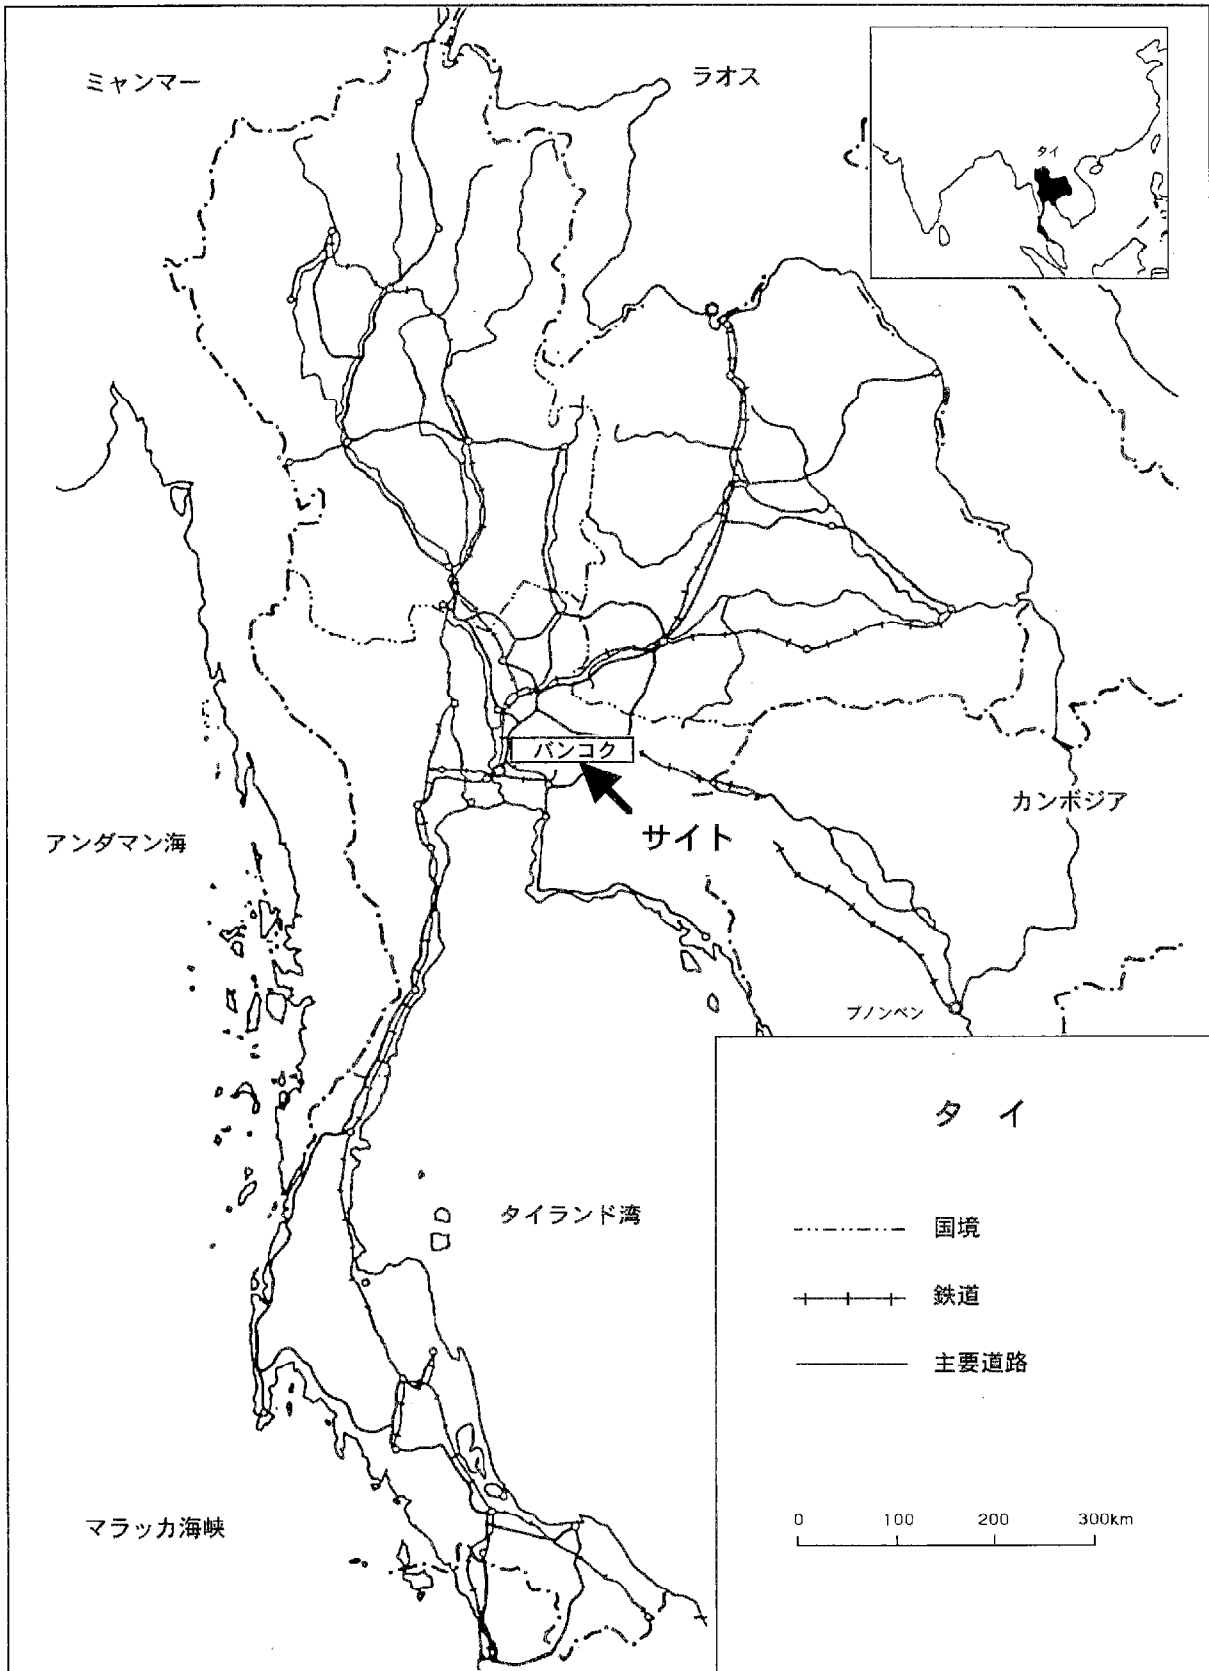 ミャンマー
ラオス
タイ
バンコク
サイト
カンボジア
アンダマン海
プノンペン
タイ
タイランド湾
国境
鉄道
主要道路
マラッカ海峡
0 100 200 300km